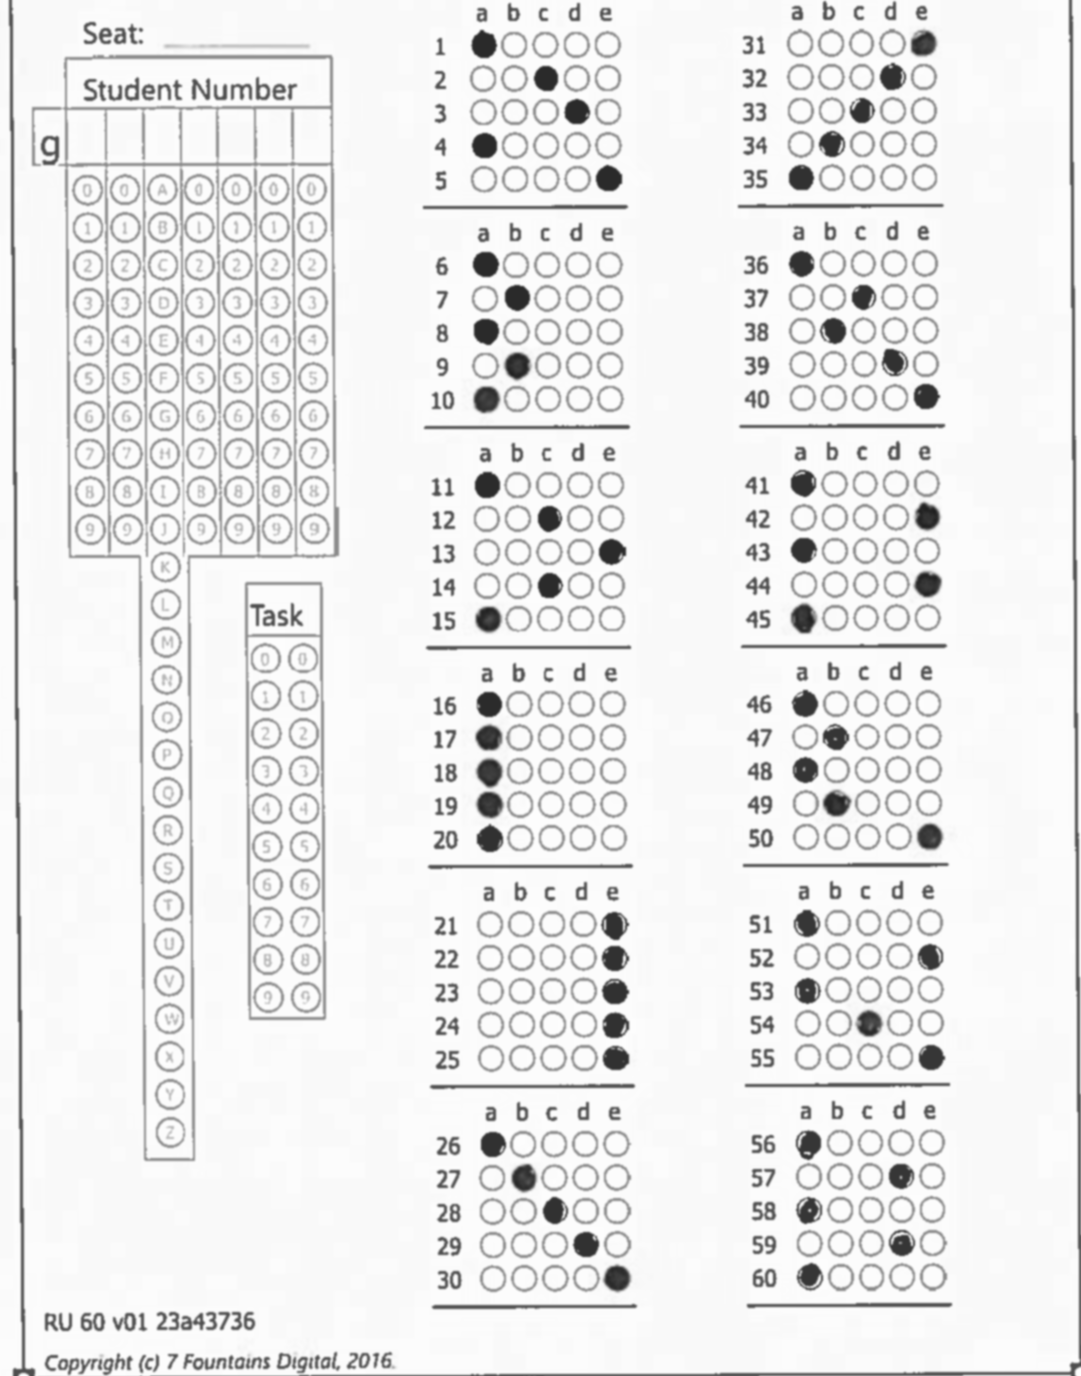 Seat:
Student Number
g
0 0 A 0 0 0 0
1 1 B 1 1 1 1
2 2 C 2 2 2 2
3 3 D 3 3 3 3
4 4 E 4 4 4 4
5 5 F 5 5 5 5
6 6 G 6 6 6 6
7 7 H 7 7 7 7
8 8 I 8 8 8 8
9 9 J 9 9 9 9
K
L
M
N
O
P
Q
R
S
T
U
V
W
X
Y
Z
Task
0 0
1 1
2 2
3 3
4 4
5 5
6 6
7 7
8 8
9 9
a b c d e
1
2
3
4
5
a b c d e
6
7
8
9
10
a b c d e
11
12
13
14
15
a b c d e
16
17
18
19
20
a b c d e
21
22
23
24
25
a b c d e
26
27
28
29
30
a b c d e
31
32
33
34
35
a b c d e
36
37
38
39
40
a b c d e
41
42
43
44
45
a b c d e
46
47
48
49
50
a b c d e
51
52
53
54
55
a b c d e
56
57
58
59
60
RU 60 v01 23a43736
Copyright (c) 7 Fountains Digital, 2016.